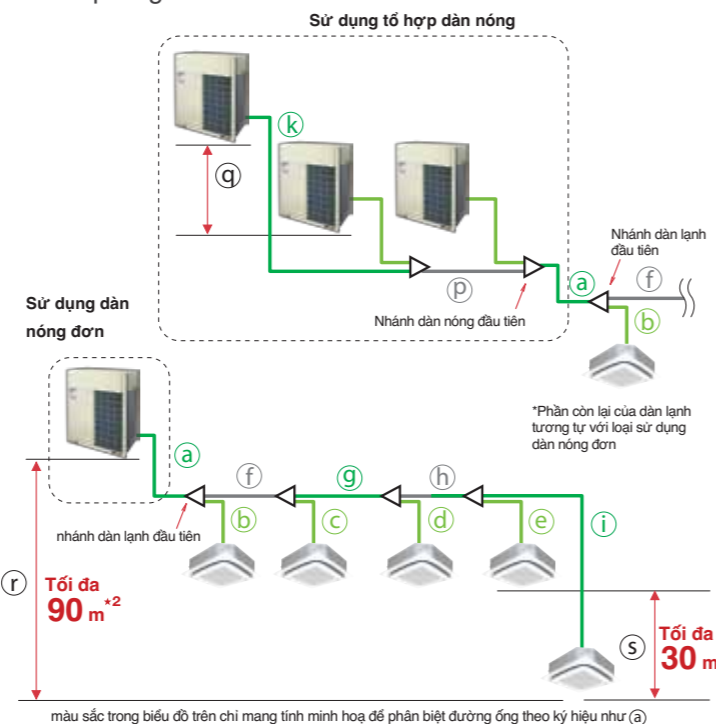 Sử dụng tổ hợp dàn nóng
k
q
p
Nhánh dàn nóng đầu tiên
a
Nhánh dàn lạnh
đầu tiên
f
b
*Phần còn lại của dàn lạnh
tương tự với loại sử dụng
dàn nóng đơn
Sử dụng dàn
nóng đơn
a
f
g
h
nhánh dàn lạnh đầu tiên
b
c
d
e
i
r
Tối đa
90 m*2
s
Tối đa
30 m
màu sắc trong biểu đồ trên chỉ mang tính minh hoạ để phân biệt đường ống theo ký hiệu như a